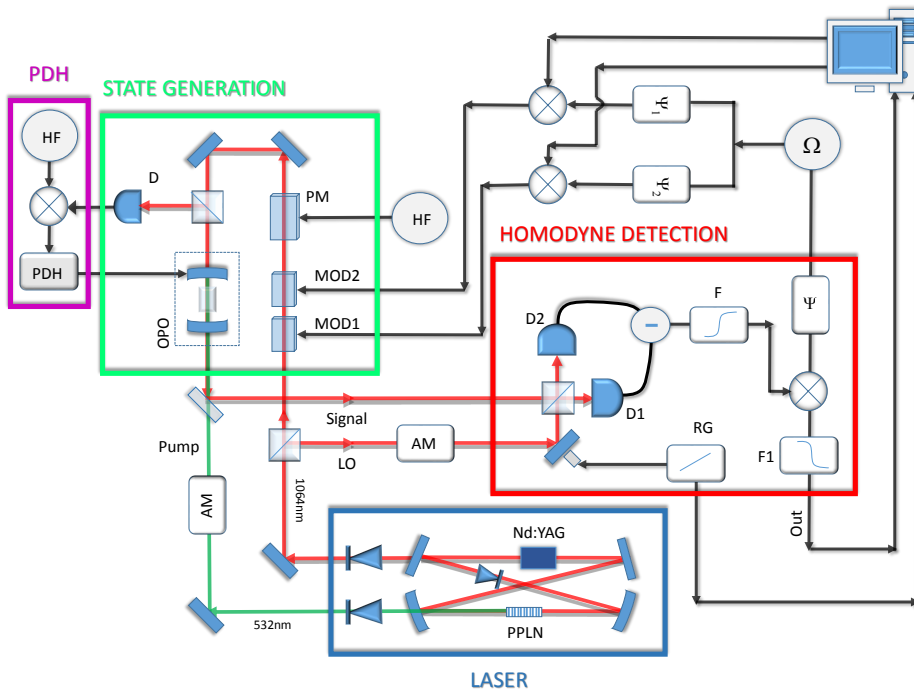 PDH
STATE GENERATION
HF
D
PM
HF
Ψ1
Ψ2
Ω
PDH
OPO
MOD2
MOD1
HOMODYNE DETECTION
D2
F
Ψ
D1
Signal
LO
AM
RG
F1
Out
Pump
AM
1064nm
532nm
Nd:YAG
PPLN
LASER